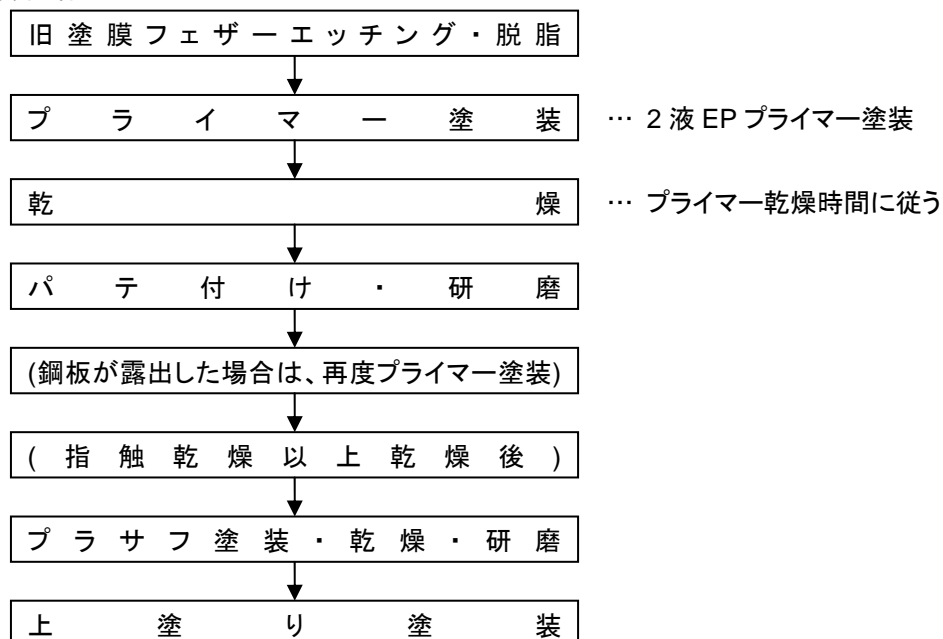 旧塗膜フェザーエッチング・脱脂
プライマー塗装 … 2液EPプライマー塗装
乾燥 … プライマー乾燥時間に従う
パテ付け・研磨
(鋼板が露出した場合は、再度プライマー塗装)
(指触乾燥以上乾燥後)
プラサフ塗装・乾燥・研磨
上塗り塗装